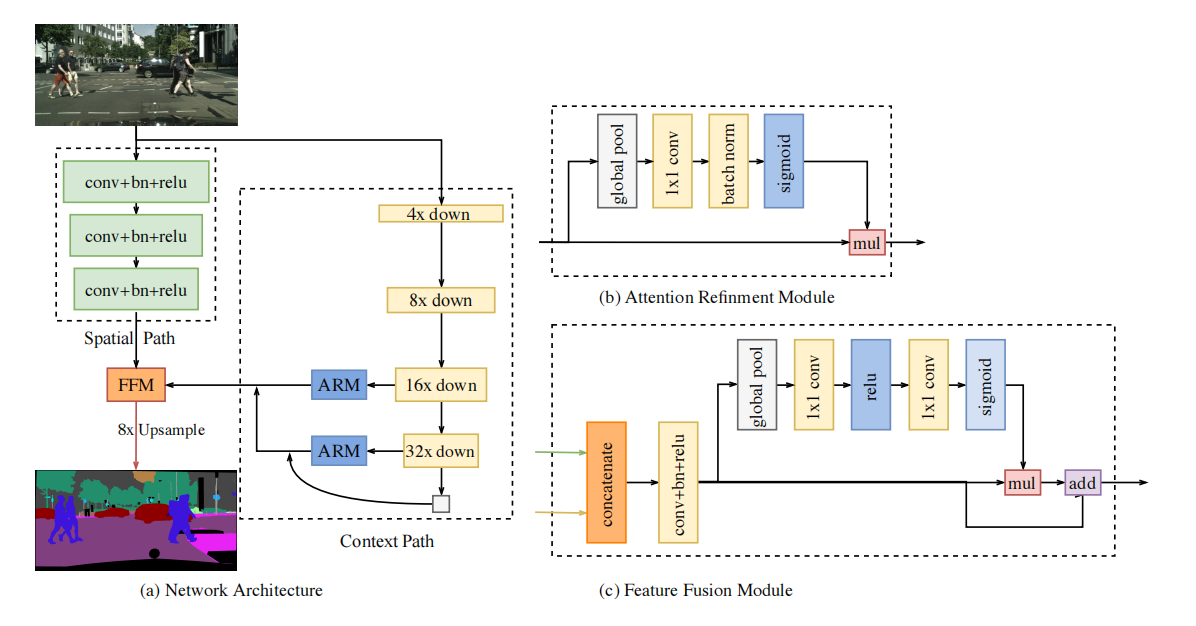 conv+bn+relu
conv+bn+relu
conv+bn+relu
Spatial Path
FFM
8x Upsample
4x down
8x down
ARM
16x down
ARM
32x down
Context Path
(a) Network Architecture
global pool
1x1 conv
batch norm
sigmoid
mul
(b) Attention Refinment Module
global pool
1x1 conv
relu
1x1 conv
sigmoid
concatenate
conv+bn+relu
mul
add
(c) Feature Fusion Module